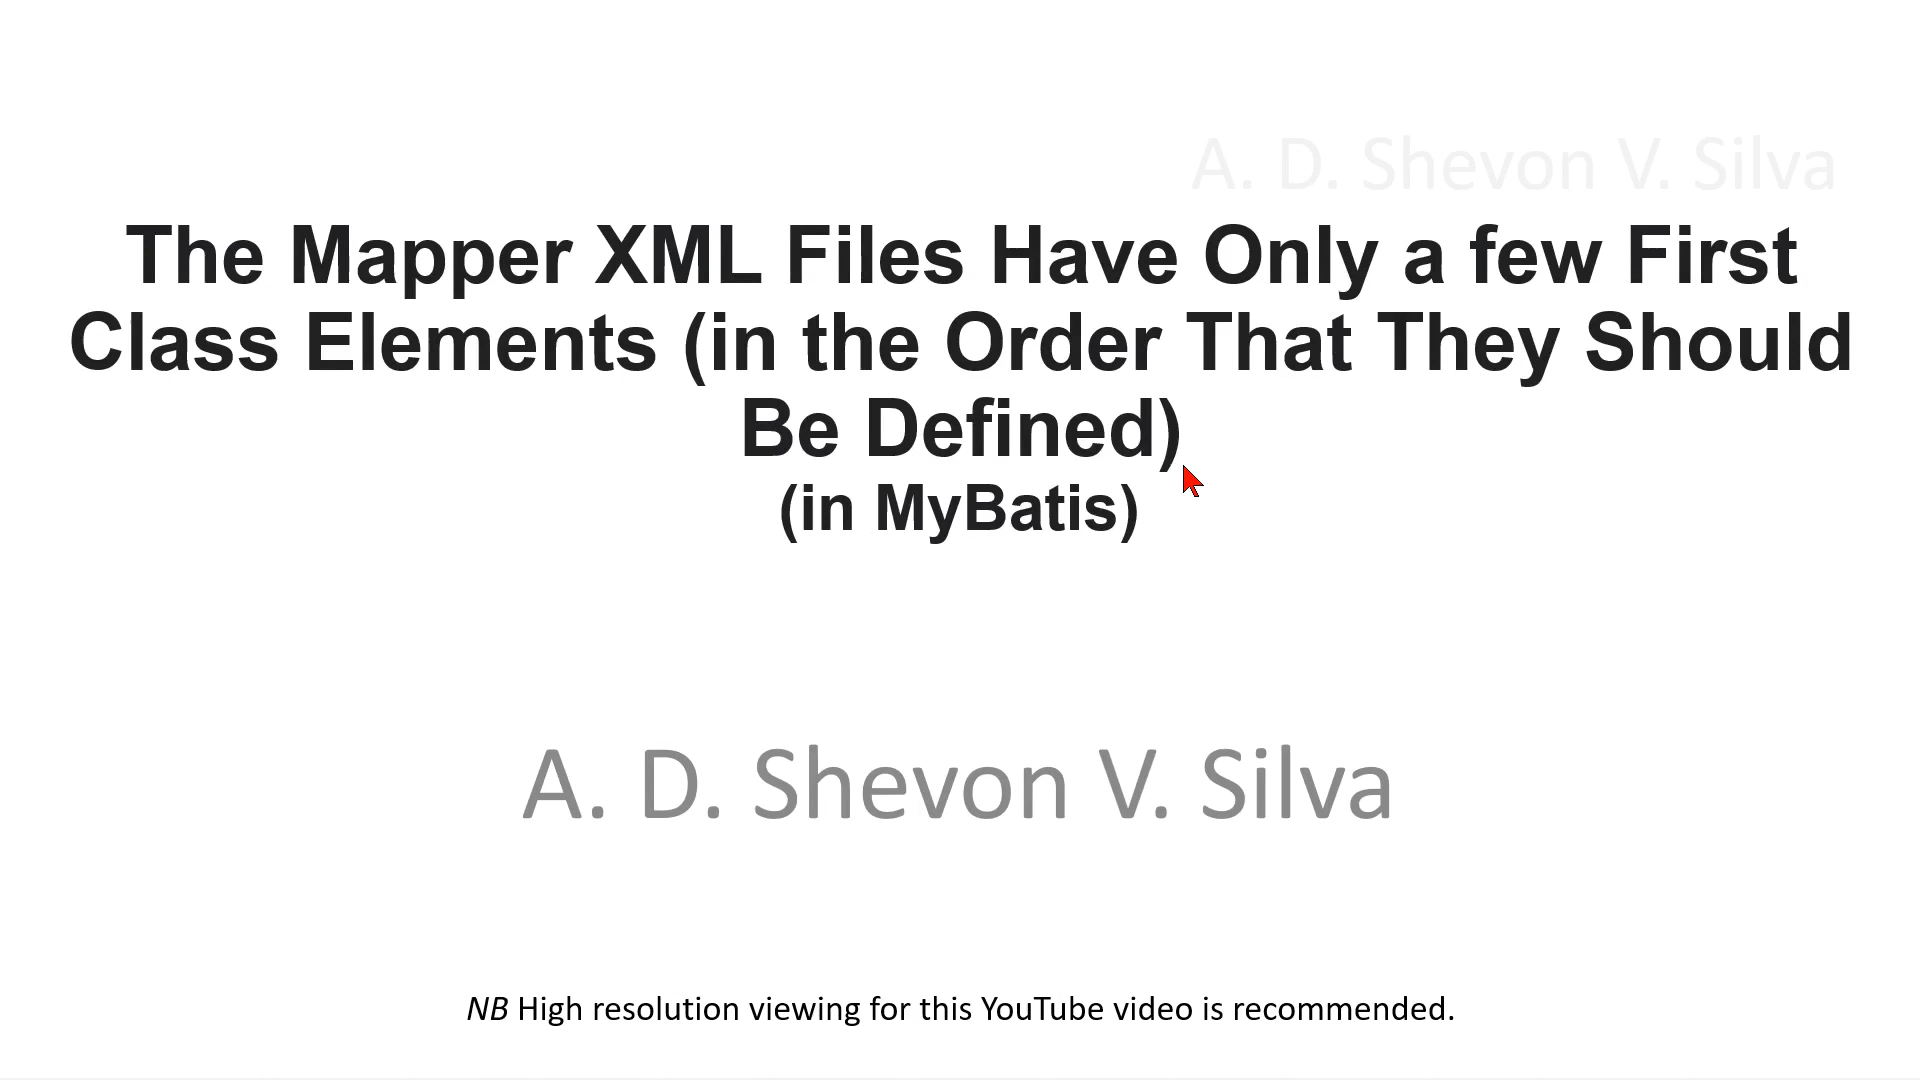 A. D. Shevon V. Silva
The Mapper XML Files Have Only a few First
Class Elements (in the Order That They Should
Be Defined)
(in MyBatis)
A. D. Shevon V. Silva
NB High resolution viewing for this YouTube video is recommended.